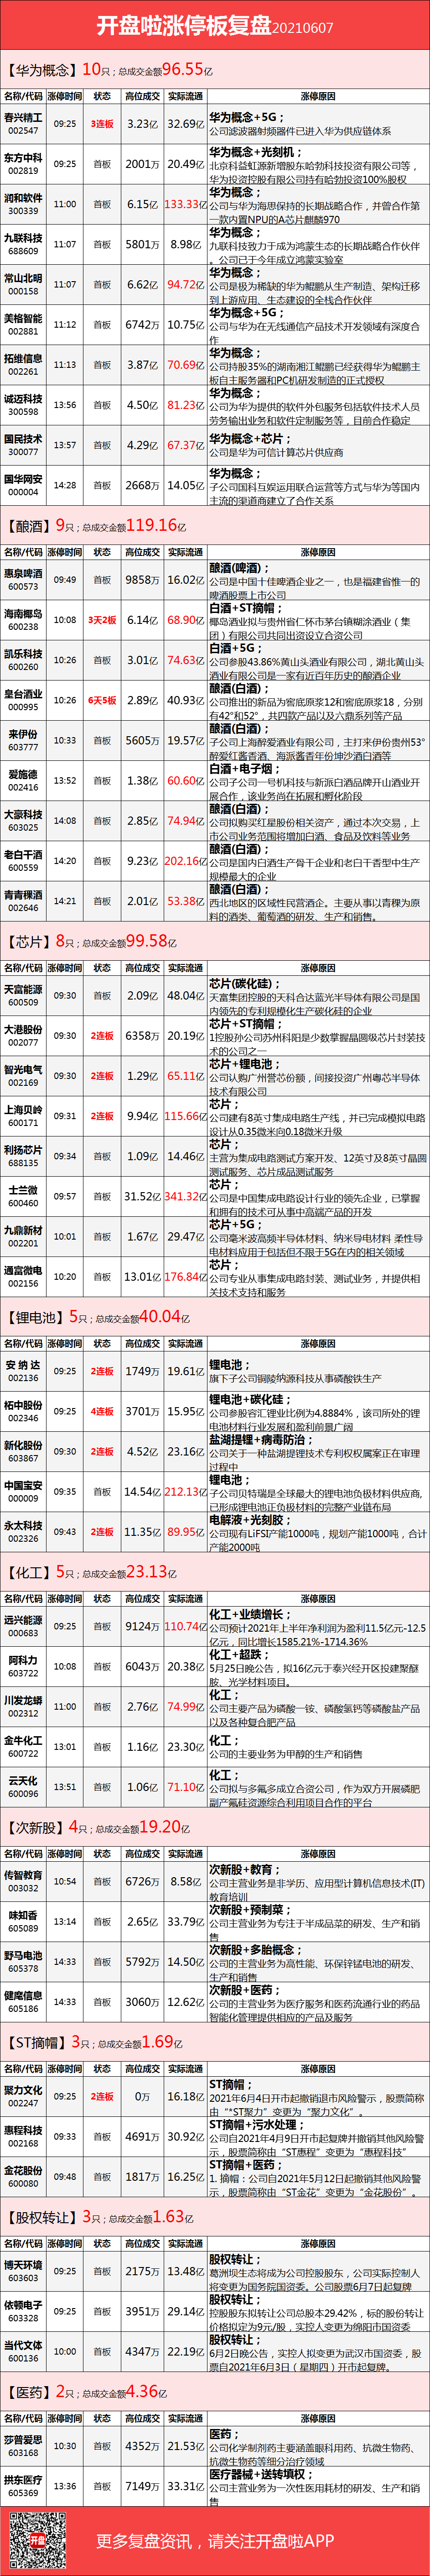 开盘啦涨停板复盘20210607
【华为概念】10只；总成交金额96.55亿
名称/代码 涨停时间 状态 高位成交 实际流通 涨停原因
春兴精工 002547 09:25 3连板 3.23亿 32.69亿 华为概念+5G；
公司滤波器射频器件已进入华为供应链体系
东方中科 002819 09:25 首板 2001万 20.49亿 华为概念+光刻机；
北京科益虹源新增股东哈勃科技投资有限公司等，
华为投资控股有限公司持有哈勃投资100%股权
润和软件 300339 11:00 首板 6.15亿 133.33亿 华为概念；
公司与华为海思保持的长期战略合作，并曾合作第
一款内置NPU的A芯片麒麟970
九联科技 688609 11:07 首板 5801万 8.98亿 华为概念；
九联科技致力于成为鸿蒙生态的长期战略合作伙伴
。公司已于今年成立鸿蒙实验室
常山北明 000158 11:07 首板 6.62亿 94.72亿 华为概念；
公司是极为稀缺的华为鲲鹏从生产制造、架构迁移
到上游应用、生态建设的全栈合作伙伴
美格智能 002881 11:12 首板 6742万 10.75亿 华为概念+5G；
公司与华为在无线通信产品技术开发领域有深度合
作
拓维信息 002261 11:13 首板 3.87亿 70.69亿 华为概念；
公司持股35%的湖南湘江鲲鹏已经获得华为鲲鹏主
板自主服务器和PC机研发制造的正式授权
诚迈科技 300598 13:56 首板 4.50亿 81.23亿 华为概念；
公司为华为提供的软件外包服务包括软件技术人员
劳务输出业务和软件定制服务等，目前合作稳定
国民技术 300077 13:57 首板 4.29亿 67.37亿 华为概念+芯片；
公司是华为可信计算芯片供应商
国华网安 000004 14:28 首板 2668万 14.05亿 华为概念；
子公司国科互娱运用联合运营等方式与华为等国内
主流的渠道商建立了合作关系
【酿酒】9只；总成交金额119.16亿
名称/代码 涨停时间 状态 高位成交 实际流通 涨停原因
惠泉啤酒 600573 09:49 首板 9858万 16.02亿 酿酒(啤酒)；
公司是中国十佳啤酒企业之一，也是福建省惟一的
啤酒股票上市公司
海南椰岛 600238 10:08 3天2板 6.14亿 68.90亿 白酒+ST摘帽；
椰岛酒业拟与贵州省仁怀市茅台镇糊涂酒业（集
团）有限公司共同出资设立合资公司
凯乐科技 600260 10:26 首板 3.01亿 74.63亿 白酒+5G；
公司参股43.86%黄山头酒业有限公司，湖北黄山头
酒业有限公司是一家有近百年历史的酿酒企业
皇台酒业 000995 10:26 6天5板 2.89亿 40.93亿 酿酒(白酒)；
公司推出的新品为窖底原浆12和窖底原浆18，分别
有42°和52°，共四款产品以及六鼎系列等产品
来伊份 603777 10:33 首板 5605万 19.57亿 酿酒(白酒)；
子公司上海醉爱酒业有限公司，主打来伊份贵州53°
醉爱红酱香酒、海派酱香年份坤沙酒白酒等
爱施德 002416 13:52 首板 1.38亿 60.60亿 白酒+电子烟；
公司子公司一号机科技与新派白酒品牌开山酒业开
展合作，该业务尚在拓展和孵化阶段
大豪科技 603025 14:08 首板 2.85亿 74.94亿 酿酒(白酒)；
公司拟购买红星股份相关资产，通过本次交易，上
市公司业务范围将增加白酒、食品及饮料等业务
老白干酒 600559 14:20 首板 9.23亿 202.16亿 酿酒(白酒)；
公司是国内白酒生产骨干企业和老白干香型中生产
规模最大的企业
青青稞酒 002646 14:21 首板 2.01亿 53.38亿 酿酒(白酒)；
西北地区的区域性民营酒企。主要从事以青稞为原
料的酒类、葡萄酒的研发、生产和销售。
【芯片】8只；总成交金额99.58亿
名称/代码 涨停时间 状态 高位成交 实际流通 涨停原因
天富能源 600509 09:30 首板 2.09亿 48.04亿 芯片(碳化硅)；
天富集团控股的天科合达蓝光半导体有限公司是国
内领先的专利规模化生产碳化硅的企业
大港股份 002077 09:30 2连板 6358万 20.19亿 芯片+ST摘帽；
1控股孙公司苏州科阳是少数掌握晶圆级芯片封装技
术的公司之一
智光电气 002169 09:30 2连板 1.29亿 65.11亿 芯片+锂电池；
公司认购广州誉芯份额，间接投资广州粤芯半导体
技术有限公司
上海贝岭 600171 09:31 2连板 9.94亿 115.66亿 芯片；
公司建有8英寸集成电路生产线，并已完成模拟电路
设计从0.35微米向0.18微米升级
利扬芯片 688135 09:34 首板 1.09亿 14.46亿 芯片；
主营为集成电路测试方案开发、12英寸及8英寸晶圆
测试服务、芯片成品测试服务
士兰微 600460 09:57 首板 31.52亿 341.32亿 芯片；
公司是中国集成电路设计行业的领先企业，已掌握
和拥有的技术可从事中高端产品的开发
九鼎新材 002201 10:01 首板 1.67亿 29.47亿 芯片+5G；
公司毫米波高频半导体材料、纳米导电材料 柔性导
电材料应用于包括但不限于5G在内的相关领域
通富微电 002156 10:20 首板 13.01亿 176.84亿 芯片；
公司专业从事集成电路封装、测试业务，并提供相
关技术支持和服务
【锂电池】5只；总成交金额40.04亿
名称/代码 涨停时间 状态 高位成交 实际流通 涨停原因
安 纳 达 002136 09:25 2连板 1749万 19.61亿 锂电池；
旗下子公司铜陵纳源科技从事磷酸铁生产
柘中股份 002346 09:25 4连板 3701万 15.95亿 锂电池+碳化硅；
公司参股容汇锂业比例为4.8884%，该司所处的锂
电池材料行业发展和盈利前景广阔
新化股份 603867 09:30 2连板 4.52亿 23.16亿 盐湖提锂+病毒防治；
公司关于一种盐湖提锂技术专利权权属案正在审理
过程中
中国宝安 000009 09:35 首板 14.54亿 212.13亿 锂电池；
子公司贝特瑞是全球最大的锂电池负极材料供应商,
已形成锂电池正负极材料的完整产业链布局
永太科技 002326 09:43 2连板 11.35亿 89.95亿 电解液+光刻胶；
公司现有LiFSI产能1000吨，规划产能1000吨，合计
产能2000吨
【化工】5只；总成交金额23.13亿
名称/代码 涨停时间 状态 高位成交 实际流通 涨停原因
远兴能源 000683 09:25 首板 9124万 110.74亿 化工+业绩增长；
公司预计2021年上半年净利润为盈利11.5亿元-12.5
亿元，同比增长1585.21%-1714.36%
阿科力 603722 10:08 首板 6043万 20.38亿 化工+超跌；
5月25日晚公告，拟16亿元于泰兴经开区投建聚醚
胺、光学材料项目。
川发龙蟒 002312 11:00 首板 2.76亿 74.99亿 化工；
公司主要产品为磷酸一铵、磷酸氢钙等磷酸盐产品
以及各种复合肥产品
金牛化工 600722 13:01 首板 1.16亿 23.30亿 化工；
公司的主要业务为甲醇的生产和销售
云天化 600096 13:51 首板 1.06亿 71.10亿 化工；
公司拟与多氟多成立合资公司，作为双方开展磷肥
副产氟硅资源综合利用项目合作的平台
【次新股】4只；总成交金额19.20亿
名称/代码 涨停时间 状态 高位成交 实际流通 涨停原因
传智教育 003032 10:54 首板 6726万 8.58亿 次新股+教育；
公司主营业务是非学历、应用型计算机信息技术(IT)
教育培训
味知香 605089 13:14 首板 2.65亿 33.79亿 次新股+预制菜；
公司主营业务为专注于半成品菜的研发、生产和销
售
野马电池 605378 14:33 首板 5792万 14.50亿 次新股+多胎概念；
公司的主营业务为高性能、环保锌锰电池的研发、
生产和销售
健麾信息 605186 14:33 首板 3060万 12.62亿 次新股+医药；
公司的主营业务为医疗服务和医药流通行业的药品
智能化管理提供相应的产品及服务
【ST摘帽】3只；总成交金额1.69亿
名称/代码 涨停时间 状态 高位成交 实际流通 涨停原因
聚力文化 002247 09:25 2连板 0万 16.18亿 ST摘帽；
2021年6月4日开市起撤销退市风险警示，股票简称
由“*ST聚力”变更为“聚力文化”。
惠程科技 002168 09:33 首板 4691万 30.92亿 ST摘帽+污水处理；
公司自2021年4月9日开市起复牌并撤销其他风险警
示，股票简称由“ST惠程”变更为“惠程科技”
金花股份 600080 09:48 首板 1817万 16.25亿 ST摘帽+医药；
1. 摘帽：公司自2021年5月12日起撤销其他风险警
示，股票简称由“ST金花”变更为“金花股份”。
【股权转让】3只；总成交金额1.63亿
名称/代码 涨停时间 状态 高位成交 实际流通 涨停原因
博天环境 603603 09:25 首板 2175万 13.48亿 股权转让；
葛洲坝生态将成为公司控股股东，公司实际控制人
将变更为国务院国资委。公司股票6月7日起复牌
依顿电子 603328 09:25 首板 3951万 29.14亿 股权转让；
控股股东拟转让公司总股本29.42%，标的股份转让
价格拟定为9元/股，实控人变更为绵阳市国资委
当代文体 600136 10:00 首板 4347万 22.19亿 股权转让；
6月2日晚公告，实控人拟变更为武汉市国资委，股
票自2021年6月3日（星期四）开市起复牌。
【医药】2只；总成交金额4.36亿
名称/代码 涨停时间 状态 高位成交 实际流通 涨停原因
莎普爱思 603168 10:30 首板 4352万 21.53亿 医药；
公司化学制剂药主要涵盖眼科用药、抗微生物药、
抗微生物药等细分治疗领域
拱东医疗 605369 13:36 首板 7149万 33.31亿 医疗器械+送转填权；
公司主营业务为一次性医用耗材的研发、生产和销
售
开盘
更多复盘资讯，请关注开盘啦APP